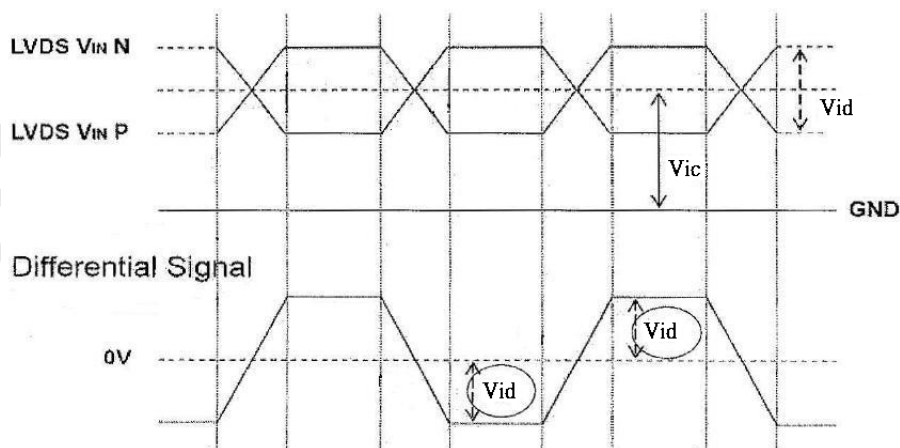 LVDS VIN N
Vid
LVDS VIN P
Vic
GND
Differential Signal
Vid
0V
Vid